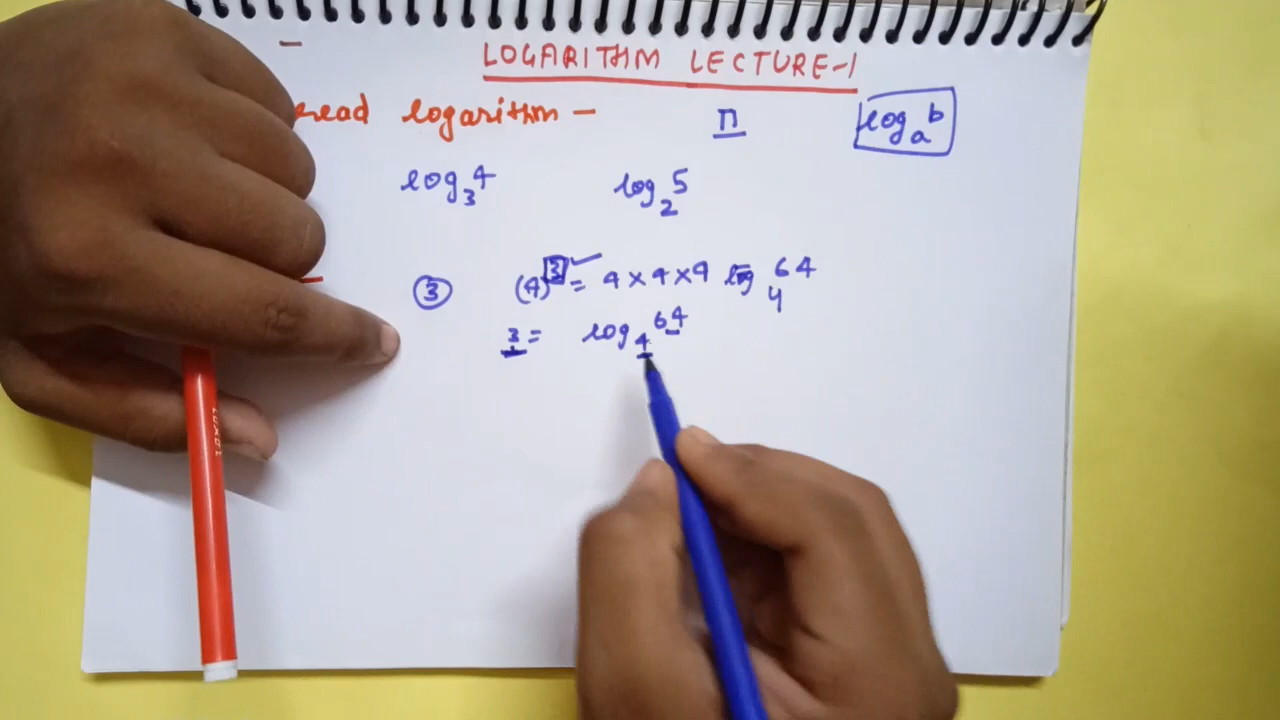 LOGARITHM LECTURE-1
read logarithm - n log_a b
log_3 4 log_2 5
③ (4)^3 = 4×4×4 log_4 64
3 = log_4 64